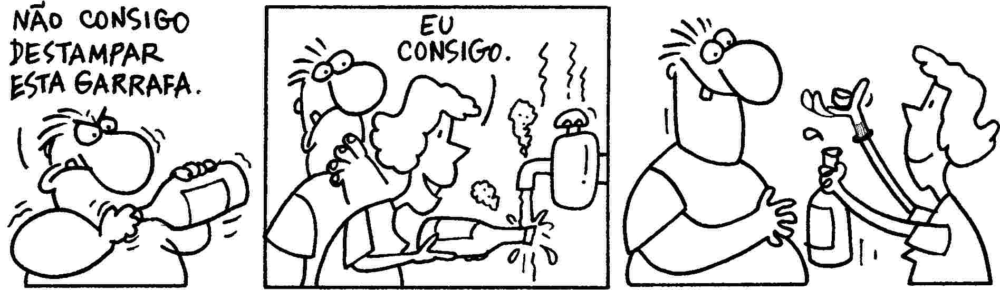 NÃO CONSIGO
DESTAMPAR
ESTA GARRAFA.
EU
CONSIGO.